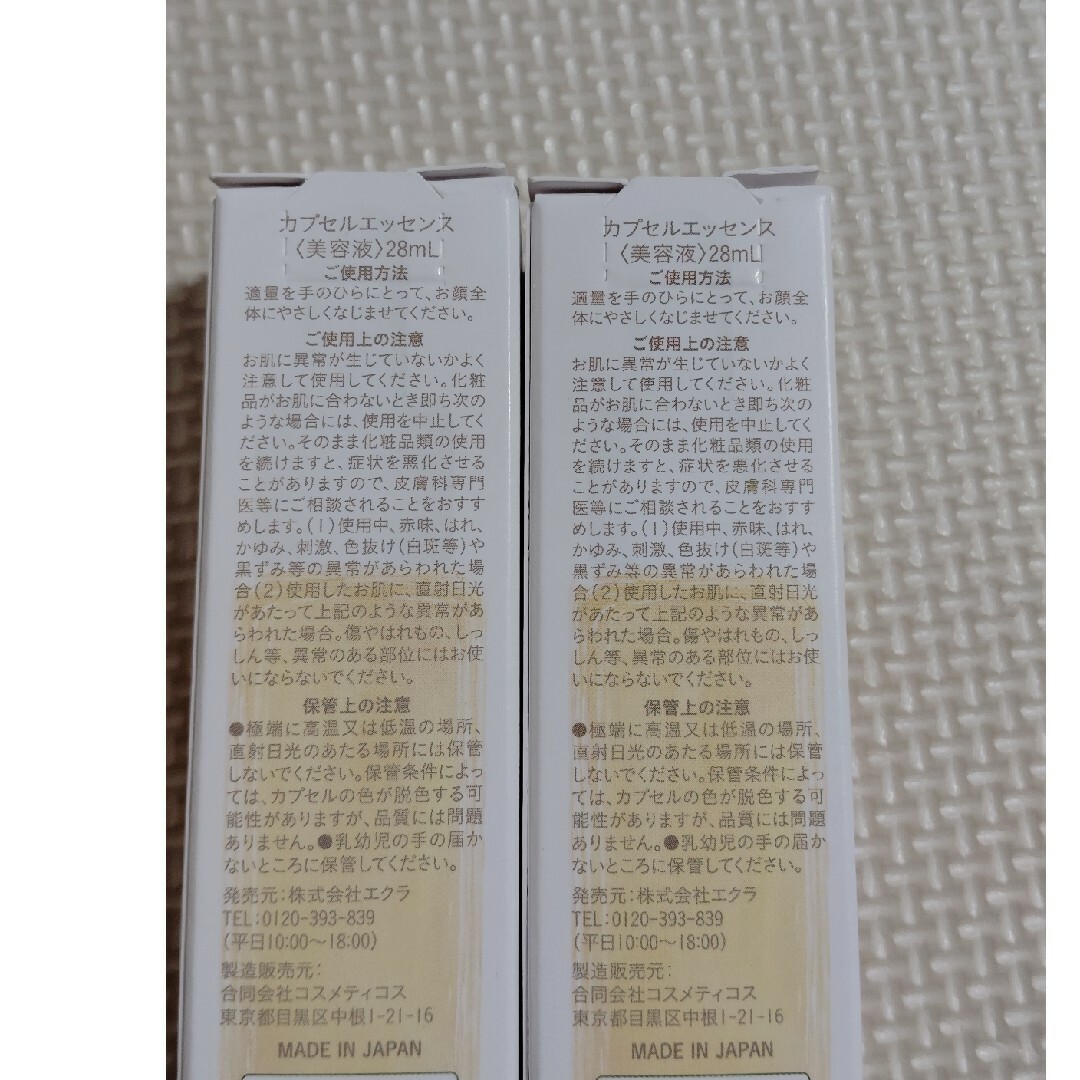 カプセルエッセンス
〈美容液〉28mL
ご使用方法
適量を手のひらにとって、お顔全
体にやさしくなじませてください。
ご使用上の注意
お肌に異常が生じていないかよく
注意して使用してください。化粧
品がお肌に合わないとき即ち次の
ような場合には、使用を中止してく
ださい。そのまま化粧品類の使用
を続けますと、症状を悪化させる
ことがありますので、皮膚科専門
医等にご相談されることをおすす
めします。(1)使用中、赤味、はれ、
かゆみ、刺激、色抜け(白斑等)や
黒ずみ等の異常があらわれた場
合(2)使用したお肌に、直射日光
があたって上記のような異常があ
らわれた場合。傷やはれもの、しっ
しん等、異常のある部位にはお使
いにならないでください。
保管上の注意
●極端に高温又は低温の場所、
直射日光のあたる場所には保管
しないでください。保管条件によっ
ては、カプセルの色が脱色する可
能性がありますが、品質には問題
ありません。●乳幼児の手の届か
ないところに保管してください。
発売元:株式会社エクラ
TEL:0120-393-839
(平日10:00〜18:00)
製造販売元:
合同会社コスメティコス
東京都目黒区中根1-21-16
MADE IN JAPAN
カプセルエッセンス
〈美容液〉28mL
ご使用方法
適量を手のひらにとって、お顔全
体にやさしくなじませてください。
ご使用上の注意
お肌に異常が生じていないかよく
注意して使用してください。化粧
品がお肌に合わないとき即ち次の
ような場合には、使用を中止してく
ださい。そのまま化粧品類の使用
を続けますと、症状を悪化させる
ことがありますので、皮膚科専門
医等にご相談されることをおすす
めします。(1)使用中、赤味、はれ、
かゆみ、刺激、色抜け(白斑等)や
黒ずみ等の異常があらわれた場
合(2)使用したお肌に、直射日光
があたって上記のような異常があ
らわれた場合。傷やはれもの、しっ
しん等、異常のある部位にはお使
いにならないでください。
保管上の注意
●極端に高温又は低温の場所、
直射日光のあたる場所には保管
しないでください。保管条件によっ
ては、カプセルの色が脱色する可
能性がありますが、品質には問題
ありません。●乳幼児の手の届か
ないところに保管してください。
発売元:株式会社エクラ
TEL:0120-393-839
(平日10:00〜18:00)
製造販売元:
合同会社コスメティコス
東京都目黒区中根1-21-16
MADE IN JAPAN